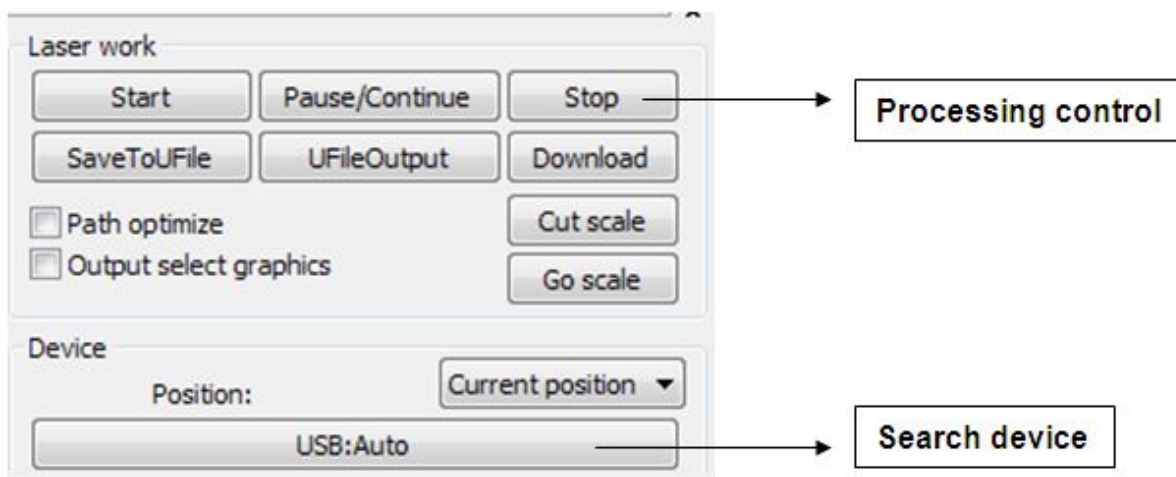 Laser work
Start Pause/Continue Stop
Processing control
SaveToUFile UFileOutput Download
Path optimize Cut scale
Output select graphics
Go scale
Device
Position: Current position
USB:Auto
Search device